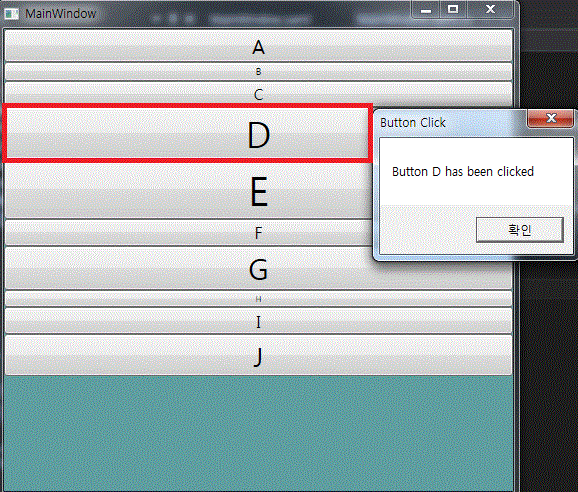 MainWindow
A
B
C
D
E
F
G
H
I
J
Button Click
Button D has been clicked
확인